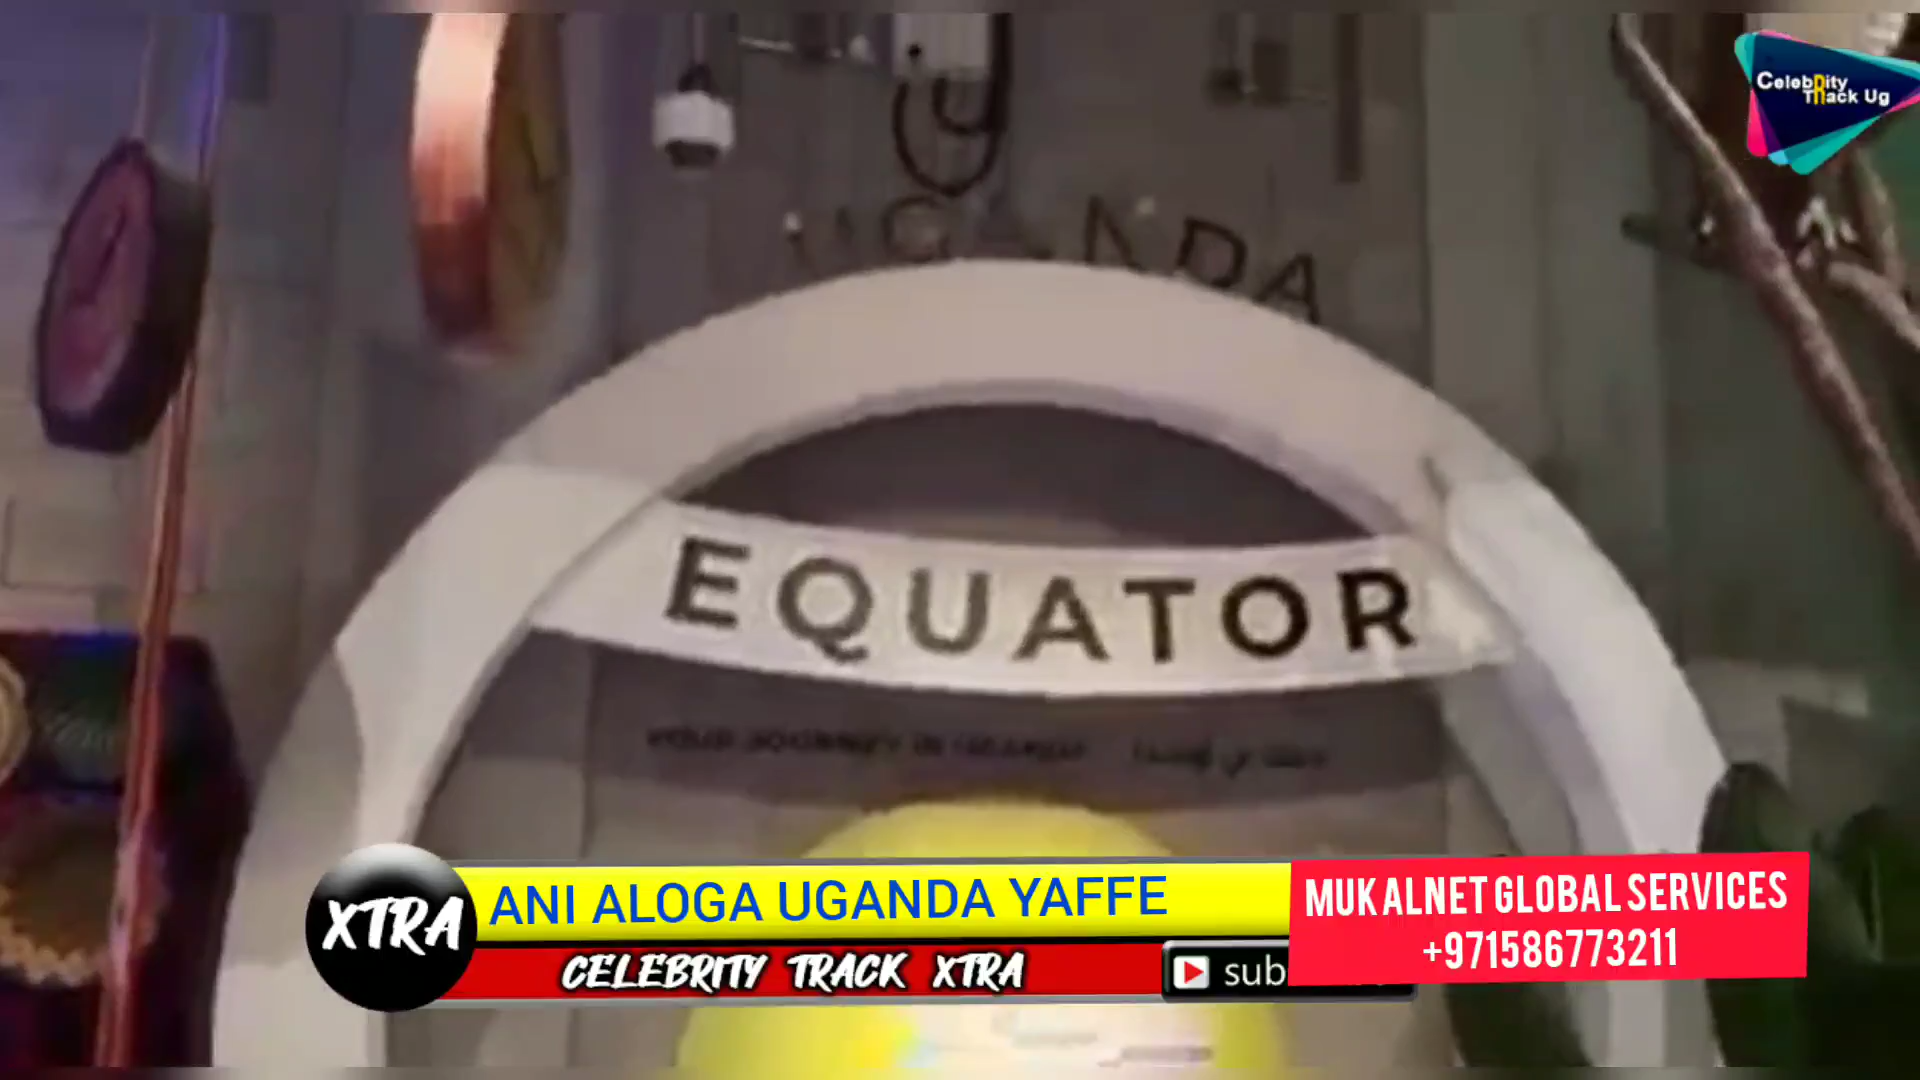 Celebrity
Track Ug
UGANDA
EQUATOR
XTRA
ANI ALOGA UGANDA YAFFE
CELEBRITY TRACK XTRA
sub
MUKALNET GLOBAL SERVICES
+971586773211